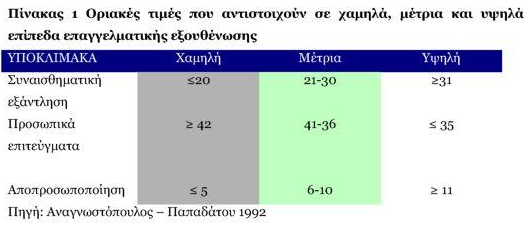 Πίνακας 1 Οριακές τιμές που αντιστοιχούν σε χαμηλά, μέτρια και υψηλά
επίπεδα επαγγελματικής εξουθένωσης
ΥΠΟΚΛΙΜΑΚΑ Χαμηλή Μέτρια Υψηλή
Συναισθηματική ≤20 21-30 ≥31
εξάντληση
Προσωπικά ≥ 42 41-36 ≤ 35
επιτεύγματα
Αποπροσωποποίηση ≤ 5 6-10 ≥ 11
Πηγή: Αναγνωστόπουλος – Παπαδάτου 1992